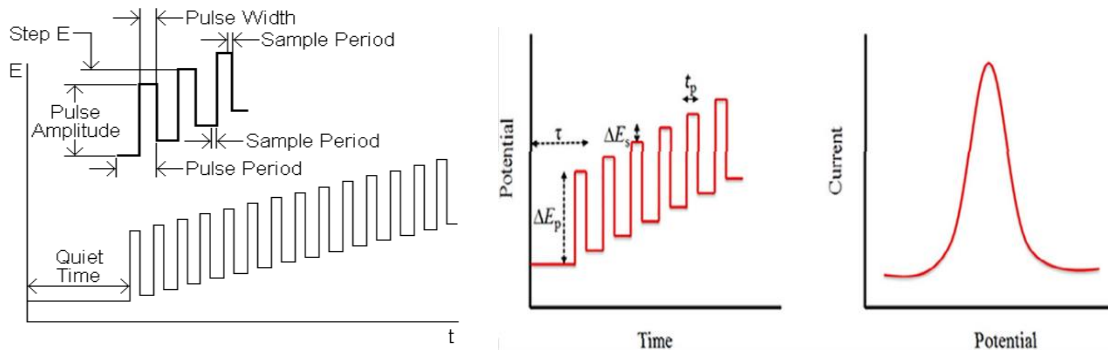 Pulse Width
Step E
Sample Period
E
Pulse
Amplitude
Sample Period
Pulse Period
Quiet
Time
t
Potential
τ
ΔEs
tp
ΔEp
Time
Current
Potential